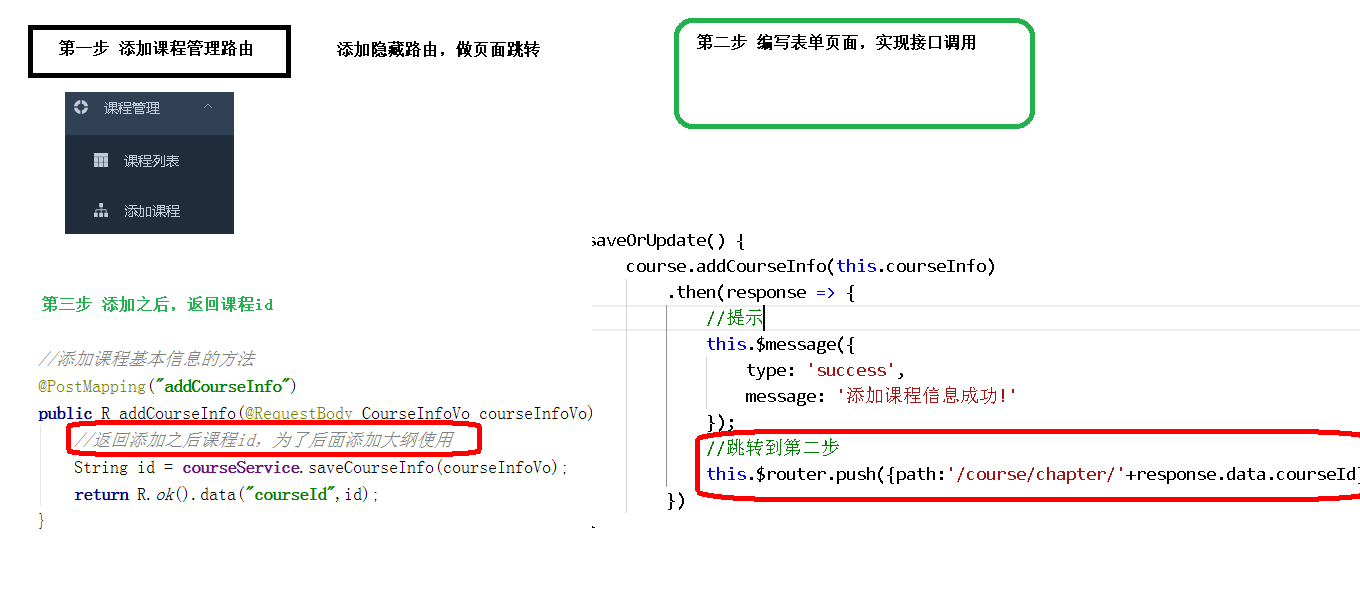 第一步 添加课程管理路由
添加隐藏路由，做页面跳转
课程管理
课程列表
添加课程
第二步 编写表单页面，实现接口调用
第三步 添加之后，返回课程id
//添加课程基本信息的方法
@PostMapping("addCourseInfo")
public R addCourseInfo(@RequestBody CourseInfoVo courseInfoVo)
//返回添加之后课程id，为了后面添加大纲使用
String id = courseService.saveCourseInfo(courseInfoVo);
return R.ok().data("courseId",id);
}
saveOrUpdate() {
course.addCourseInfo(this.courseInfo)
.then(response => {
//提示
this.$message({
type: 'success',
message: '添加课程信息成功!'
});
//跳转到第二步
this.$router.push({path:'/course/chapter/'+response.data.courseId}
})